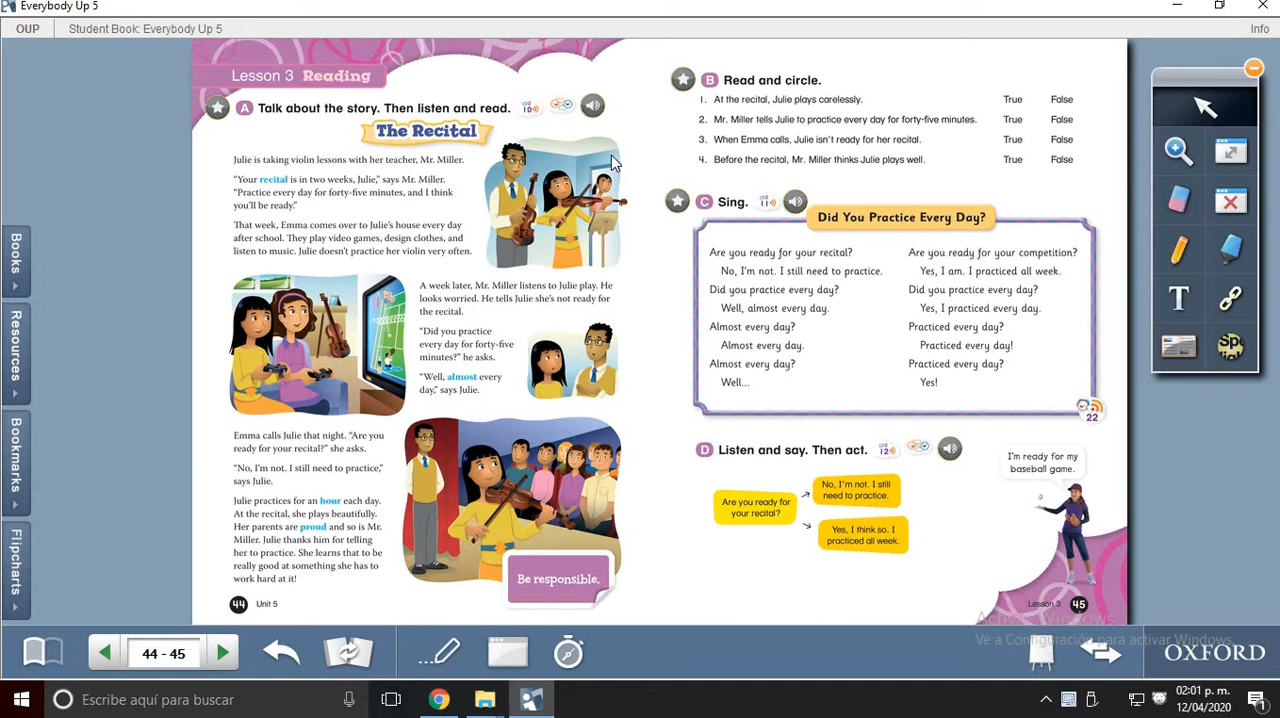 Everybody Up 5
OUP
Student Book: Everybody Up 5
Info
Lesson 3 Reading
A Talk about the story. Then listen and read.
The Recital
Julie is taking violin lessons with her teacher, Mr. Miller.
"Your recital is in two weeks, Julie," says Mr. Miller.
"Practice every day for forty-five minutes, and I think
you'll be ready."
That week, Emma comes over to Julie's house every day
after school. They play video games, design clothes, and
listen to music. Julie doesn't practice her violin very often.
A week later, Mr. Miller listens to Julie play. He
looks worried. He tells Julie she's not ready for
the recital.
"Did you practice
every day for forty-five
minutes?" he asks.
"Well, almost every
day," says Julie.
Emma calls Julie that night. "Are you
ready for your recital?" she asks.
"No, I'm not. I still need to practice,"
says Julie.
Julie practices for an hour each day.
At the recital, she plays beautifully.
Her parents are proud and so is Mr.
Miller. Julie thanks him for telling
her to practice. She learns that to be
really good at something she has to
work hard at it!
Be responsible.
44 Unit 5
B Read and circle.
1. At the recital, Julie plays carelessly. True False
2. Mr. Miller tells Julie to practice every day for forty-five minutes. True False
3. When Emma calls, Julie isn't ready for her recital. True False
4. Before the recital, Mr. Miller thinks Julie plays well. True False
C Sing.
Did You Practice Every Day?
Are you ready for your recital?
No, I'm not. I still need to practice.
Did you practice every day?
Well, almost every day.
Almost every day?
Almost every day.
Almost every day?
Well...
Are you ready for your competition?
Yes, I am. I practiced all week.
Did you practice every day?
Yes, I practiced every day.
Practiced every day?
Practiced every day!
Practiced every day?
Yes!
22
D Listen and say. Then act.
Are you ready for
your recital?
No, I'm not. I still
need to practice.
Yes, I think so. I
practiced all week.
I'm ready for my
baseball game.
Lesson 3 45
Books
Resources
Bookmarks
Flipcharts
T
Sp
44 - 45
Ve a Configuración para activar Windows.
OXFORD
Escribe aquí para buscar
02:01 p. m.
12/04/2020
1